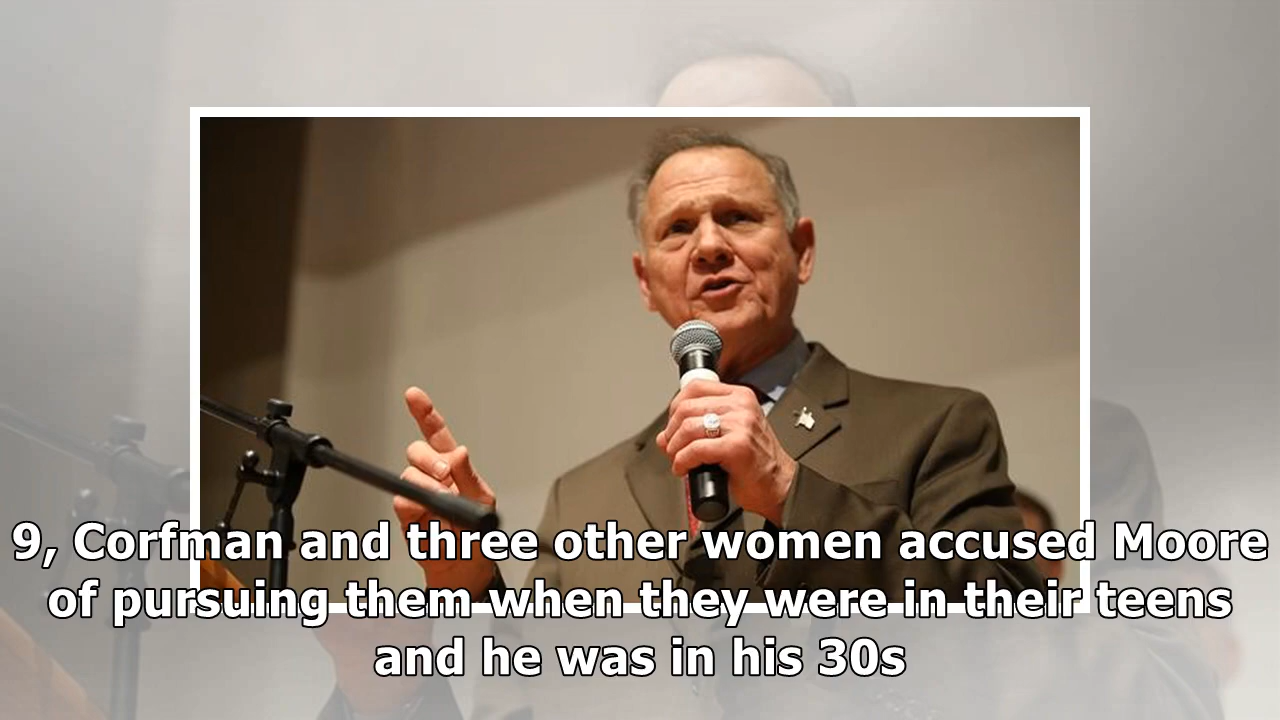 9, Corfman and three other women accused Moore
of pursuing them when they were in their teens
and he was in his 30s